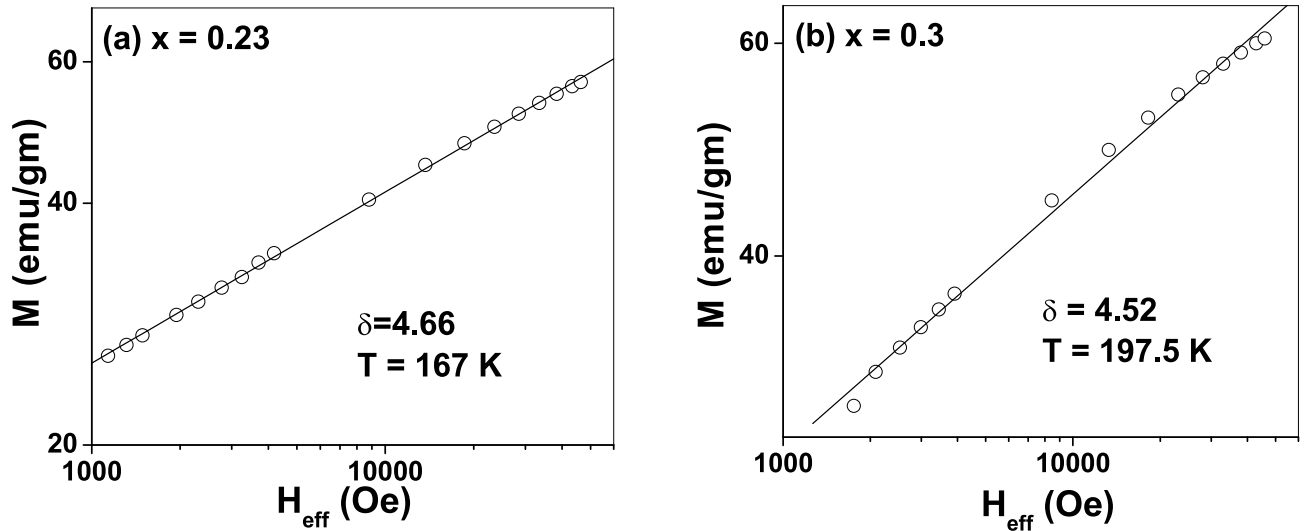 (a) x = 0.23
60
40
20
M (emu/gm)
δ=4.66
T = 167 K
1000
10000
H_eff (Oe)
(b) x = 0.3
60
40
M (emu/gm)
δ = 4.52
T = 197.5 K
1000
10000
H_eff (Oe)